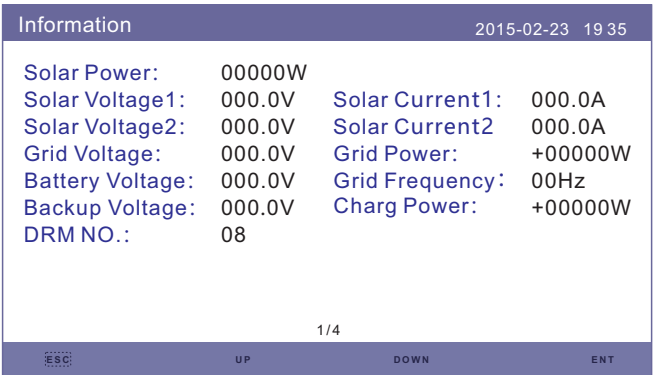 Information 2015-02-23 19 35
Solar Power: 00000W
Solar Voltage1: 000.0V Solar Current1: 000.0A
Solar Voltage2: 000.0V Solar Current2 000.0A
Grid Voltage: 000.0V Grid Power: +00000W
Battery Voltage: 000.0V Grid Frequency: 00Hz
Backup Voltage: 000.0V Charg Power: +00000W
DRM NO.: 08
1/4
ESC UP DOWN ENT